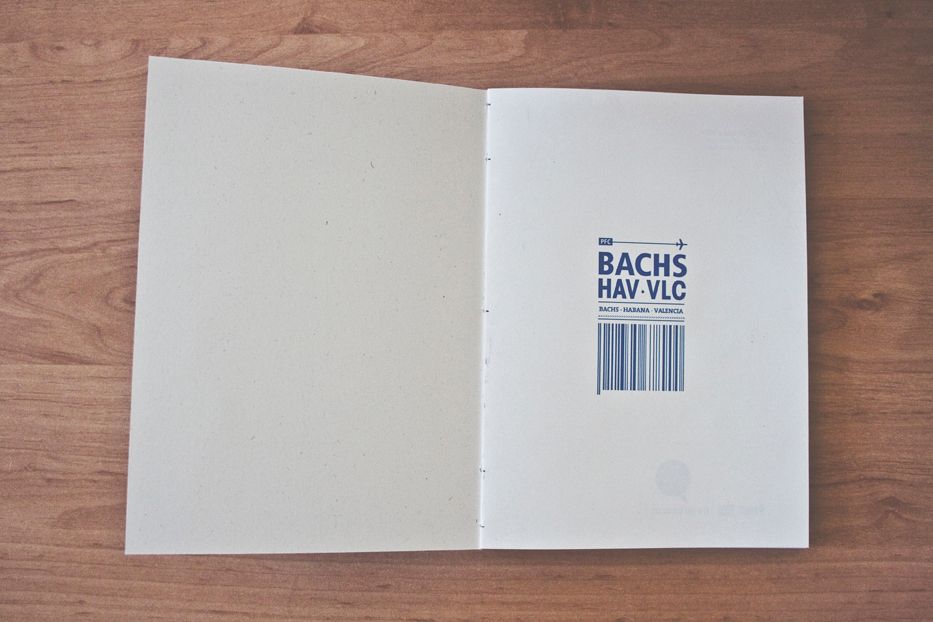 PFC
BACHS
HAV·VLC
BACHS · HABANA · VALENCIA